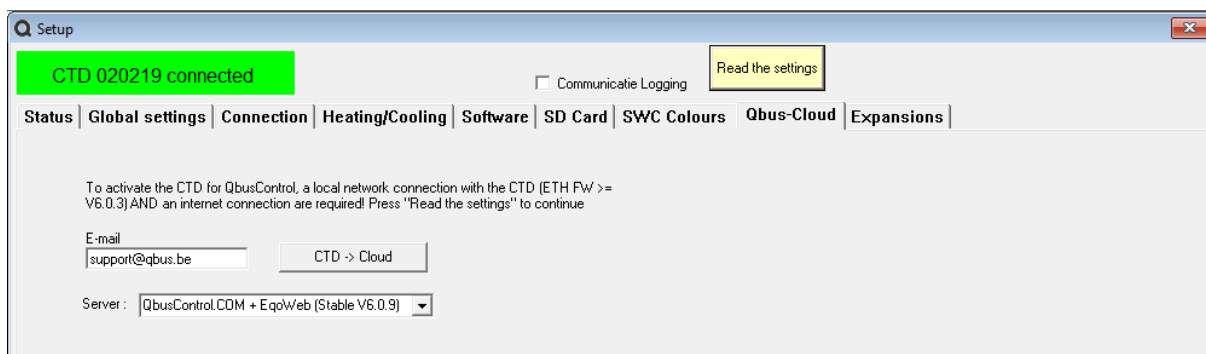 Setup
CTD 020219 connected
Communicatie Logging
Read the settings
Status
Global settings
Connection
Heating/Cooling
Software
SD Card
SWC Colours
Qbus-Cloud
Expansions
To activate the CTD for QbusControl, a local network connection with the CTD (ETH FW >=
V6.0.3) AND an internet connection are required! Press "Read the settings" to continue
E-mail
support@qbus.be
CTD -> Cloud
Server :
QbusControl.COM + EqoWeb (Stable V6.0.9)